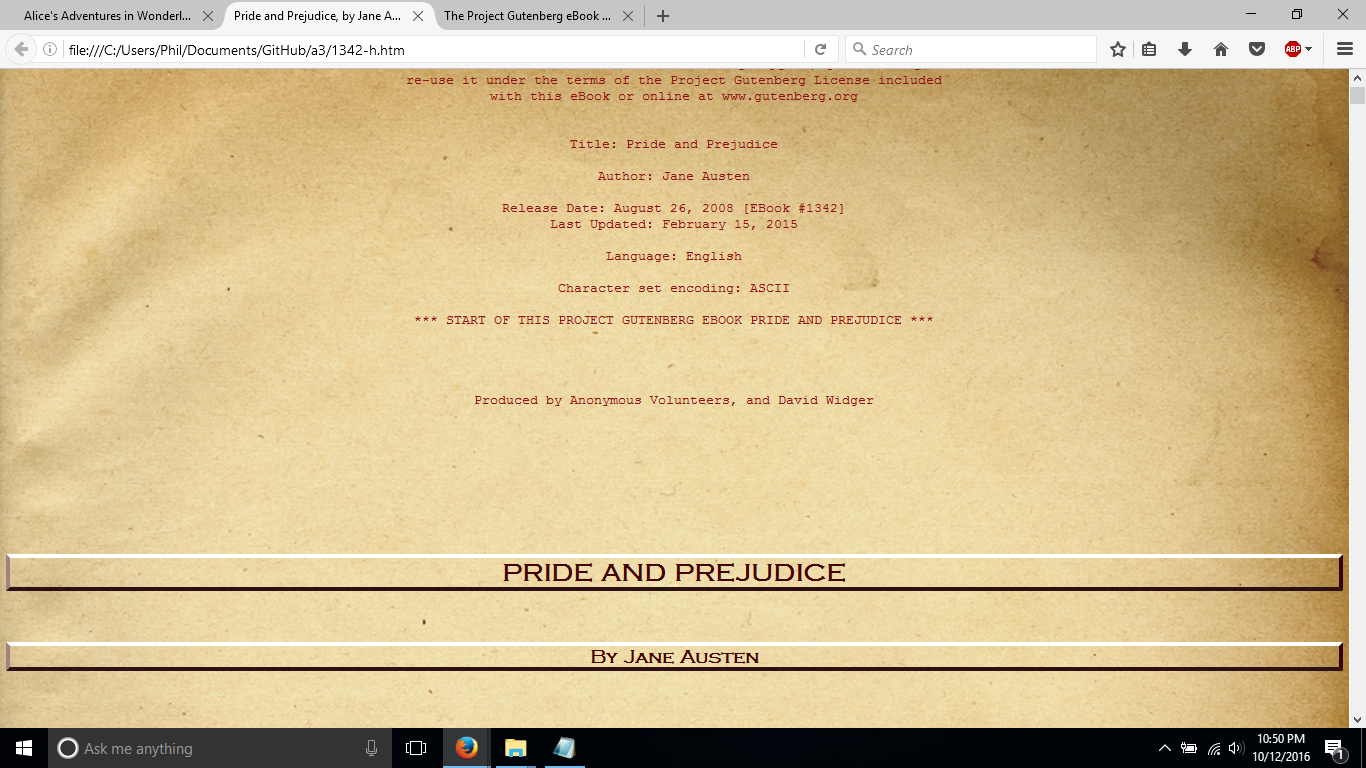 Alice's Adventures in Wonderl...
Pride and Prejudice, by Jane A...
The Project Gutenberg eBook ...
file:///C:/Users/Phil/Documents/GitHub/a3/1342-h.htm
Search
ABP
re-use it under the terms of the Project Gutenberg License included
with this eBook or online at www.gutenberg.org
Title: Pride and Prejudice
Author: Jane Austen
Release Date: August 26, 2008 [EBook #1342]
Last Updated: February 15, 2015
Language: English
Character set encoding: ASCII
*** START OF THIS PROJECT GUTENBERG EBOOK PRIDE AND PREJUDICE ***
Produced by Anonymous Volunteers, and David Widger
PRIDE AND PREJUDICE
By Jane Austen
Ask me anything
10:50 PM
10/12/2016
1